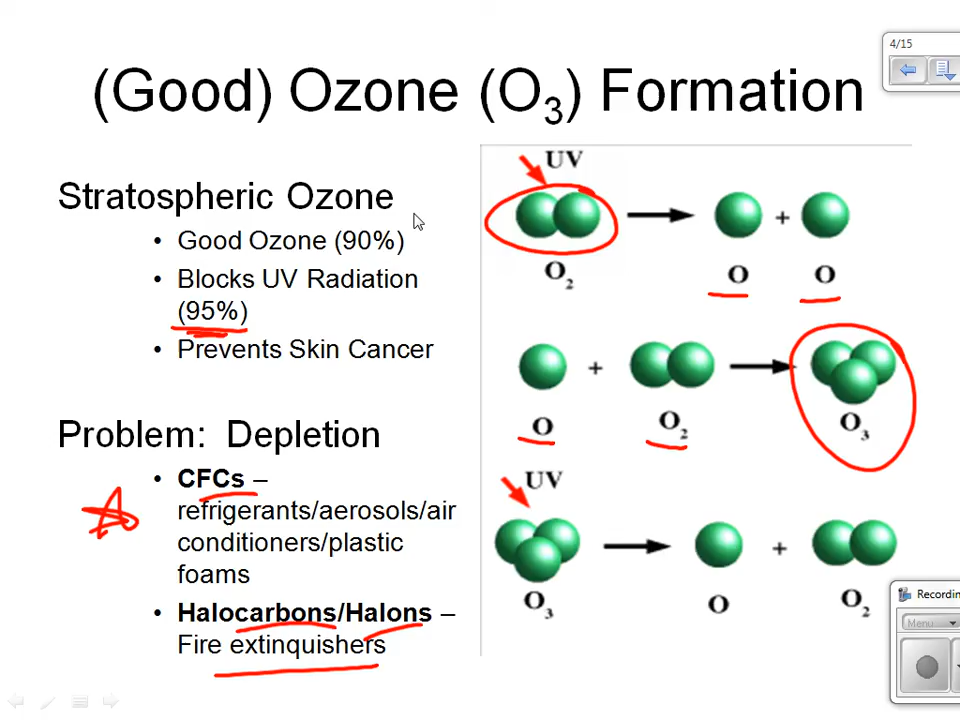 (Good) Ozone (O₃) Formation
4/15
Stratospheric Ozone
• Good Ozone (90%)
• Blocks UV Radiation
(95%)
• Prevents Skin Cancer
Problem: Depletion
• CFCs –
refrigerants/aerosols/air
conditioners/plastic
foams
• Halocarbons/Halons –
Fire extinquishers
UV
+
O₂
O
O
+
O
O₂
O₃
UV
+
O₃
O
O₂
Recordin
Menu